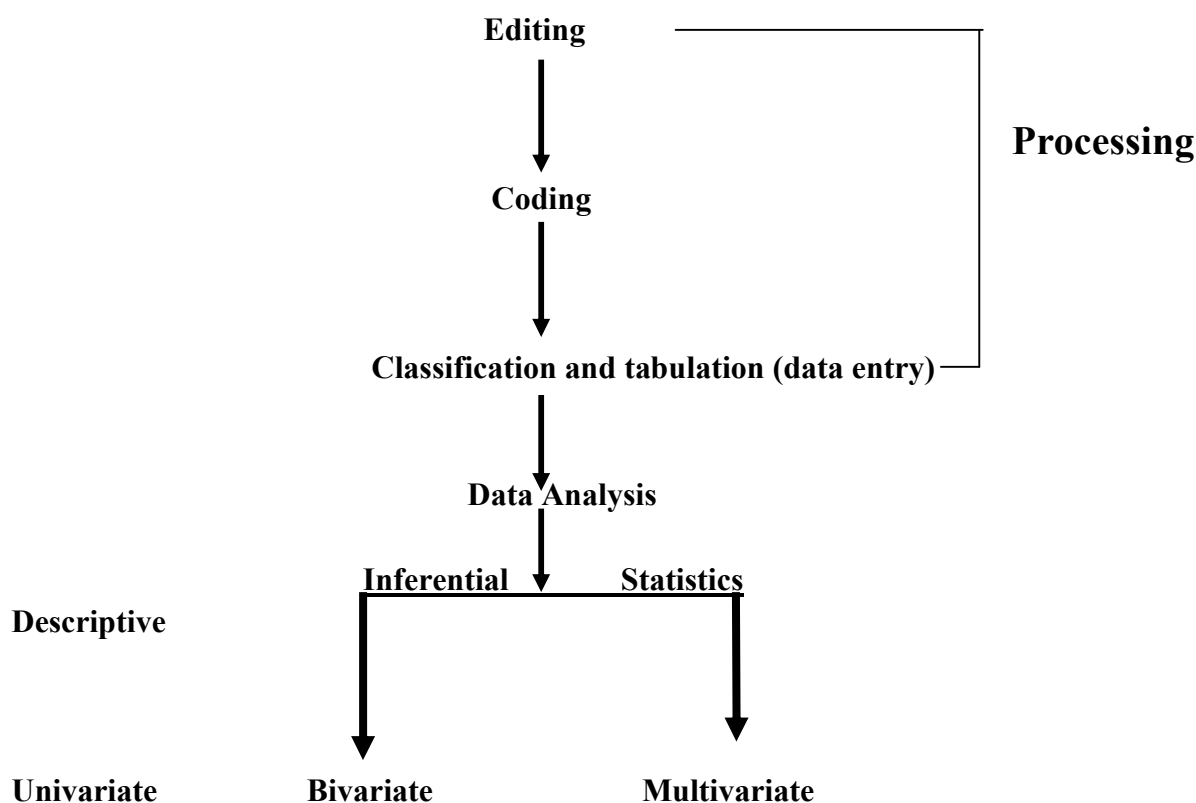 Editing
Processing
Coding
Classification and tabulation (data entry)
Data Analysis
Inferential Statistics
Descriptive
Univariate Bivariate Multivariate